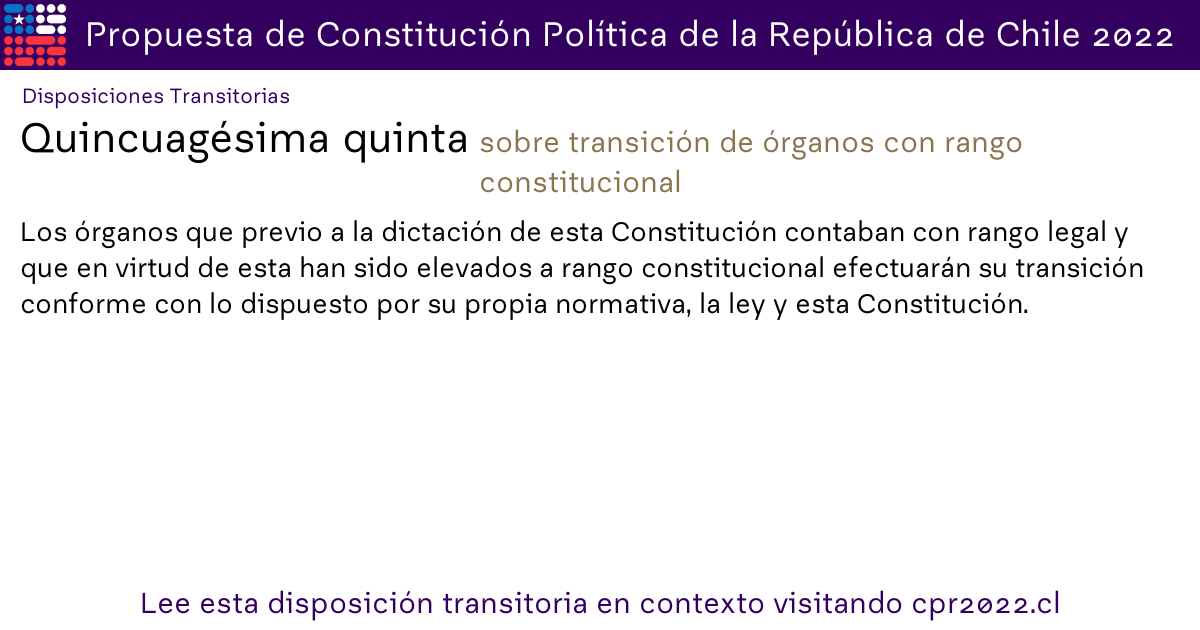 Propuesta de Constitución Política de la República de Chile 2022
Disposiciones Transitorias
Quincuagésima quinta sobre transición de órganos con rango
constitucional
Los órganos que previo a la dictación de esta Constitución contaban con rango legal y
que en virtud de esta han sido elevados a rango constitucional efectuarán su transición
conforme con lo dispuesto por su propia normativa, la ley y esta Constitución.
Lee esta disposición transitoria en contexto visitando cpr2022.cl